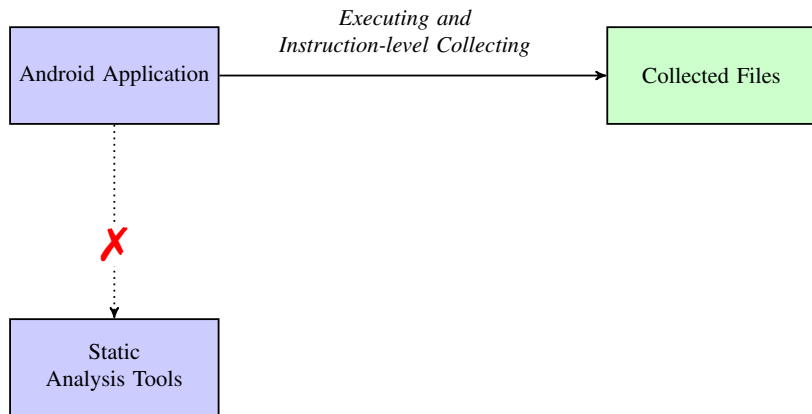 Executing and
Instruction-level Collecting
Android Application
Collected Files
✗
Static
Analysis Tools